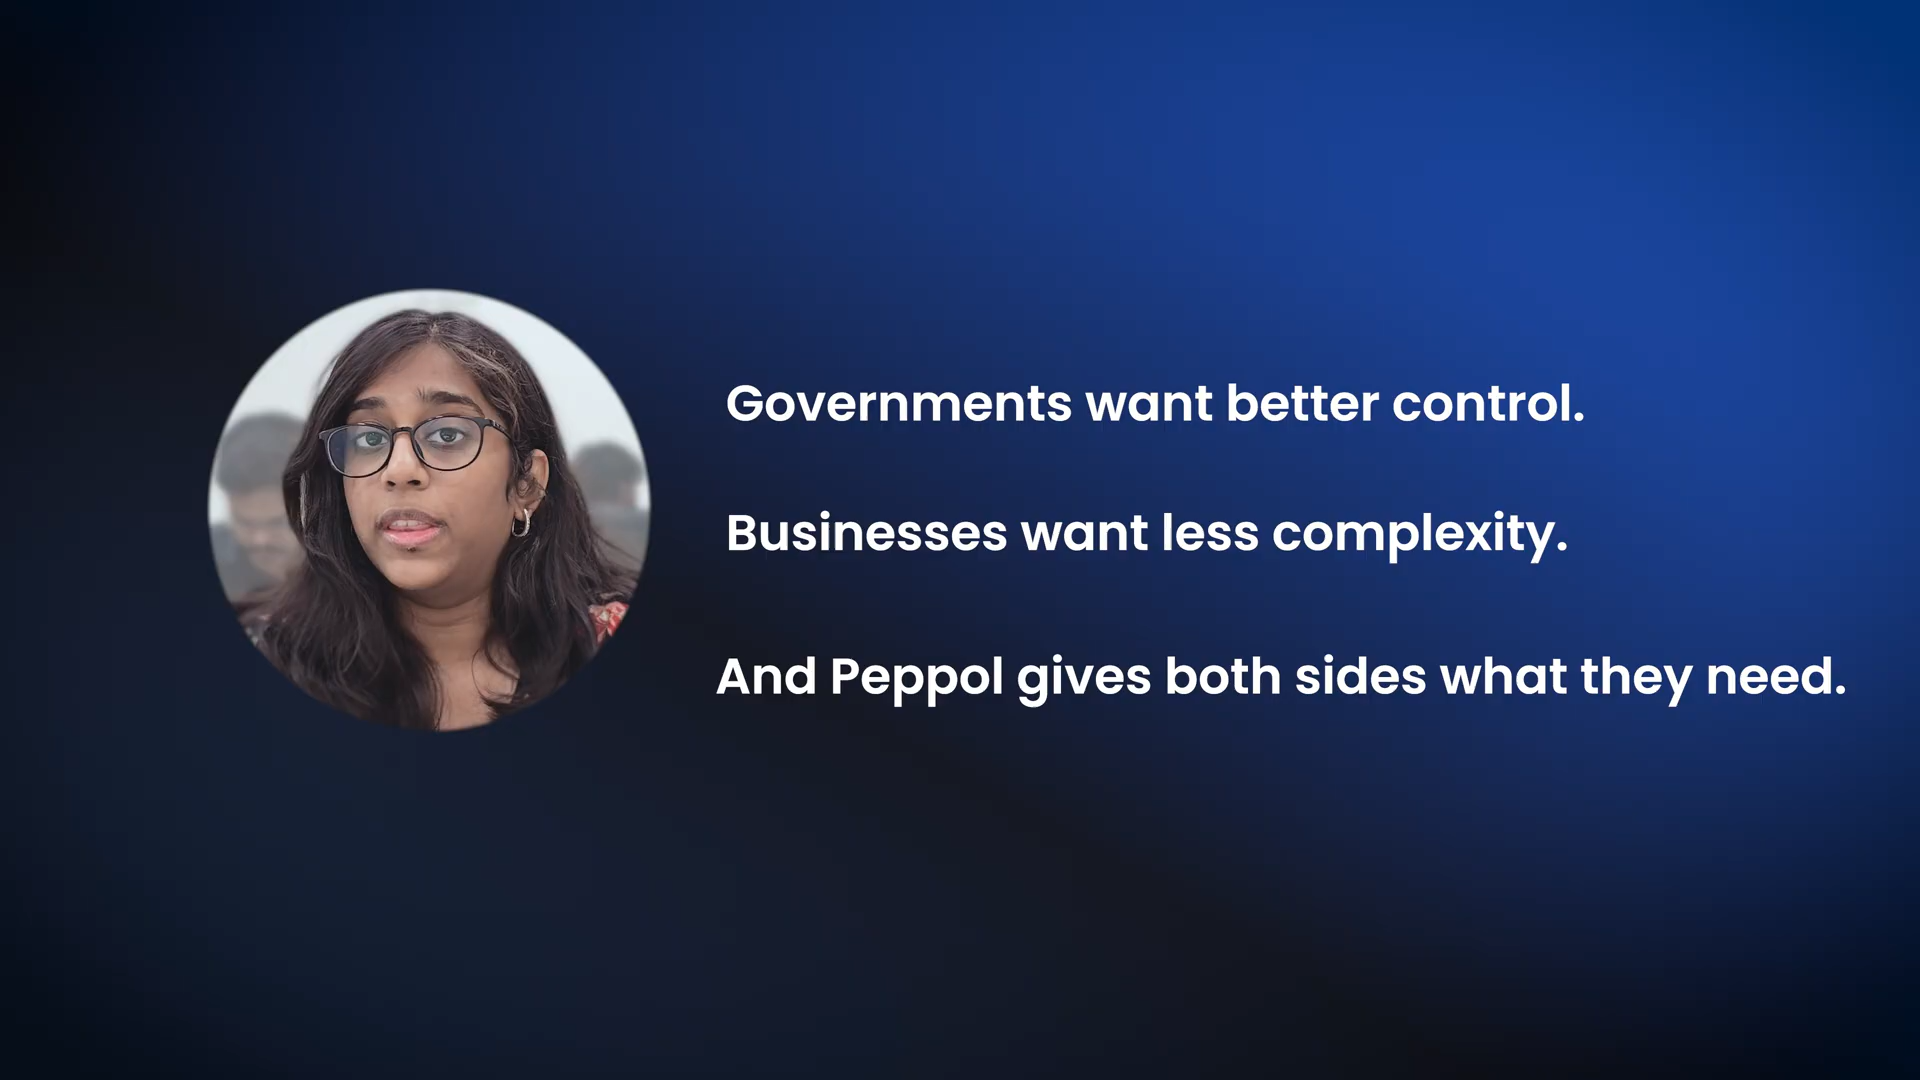 Governments want better control.
Businesses want less complexity.
And Peppol gives both sides what they need.